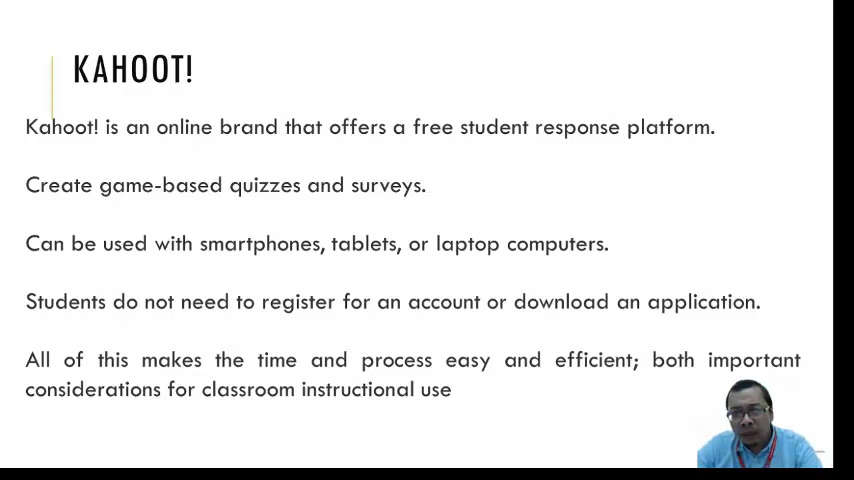 KAHOOT!
Kahoot! is an online brand that offers a free student response platform.
Create game-based quizzes and surveys.
Can be used with smartphones, tablets, or laptop computers.
Students do not need to register for an account or download an application.
All of this makes the time and process easy and efficient; both important
considerations for classroom instructional use